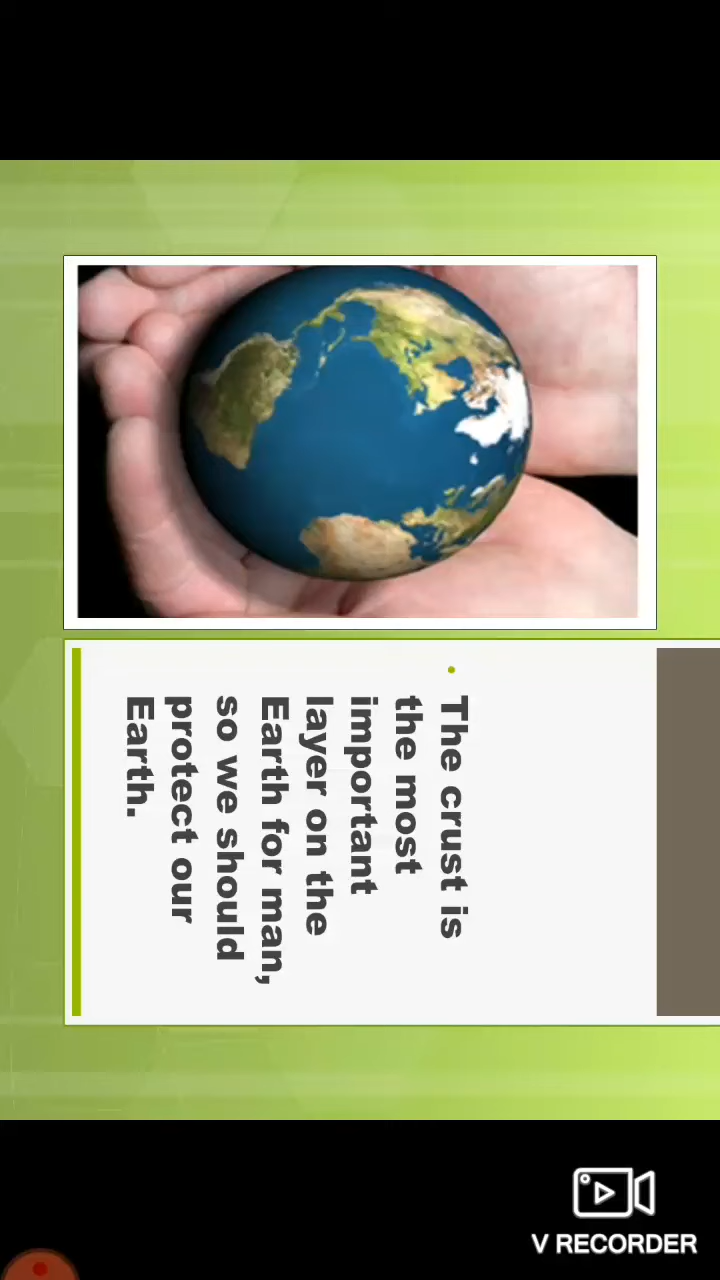 The crust is
the most
important
layer on the
Earth for man,
so we should
protect our
Earth.
V RECORDER